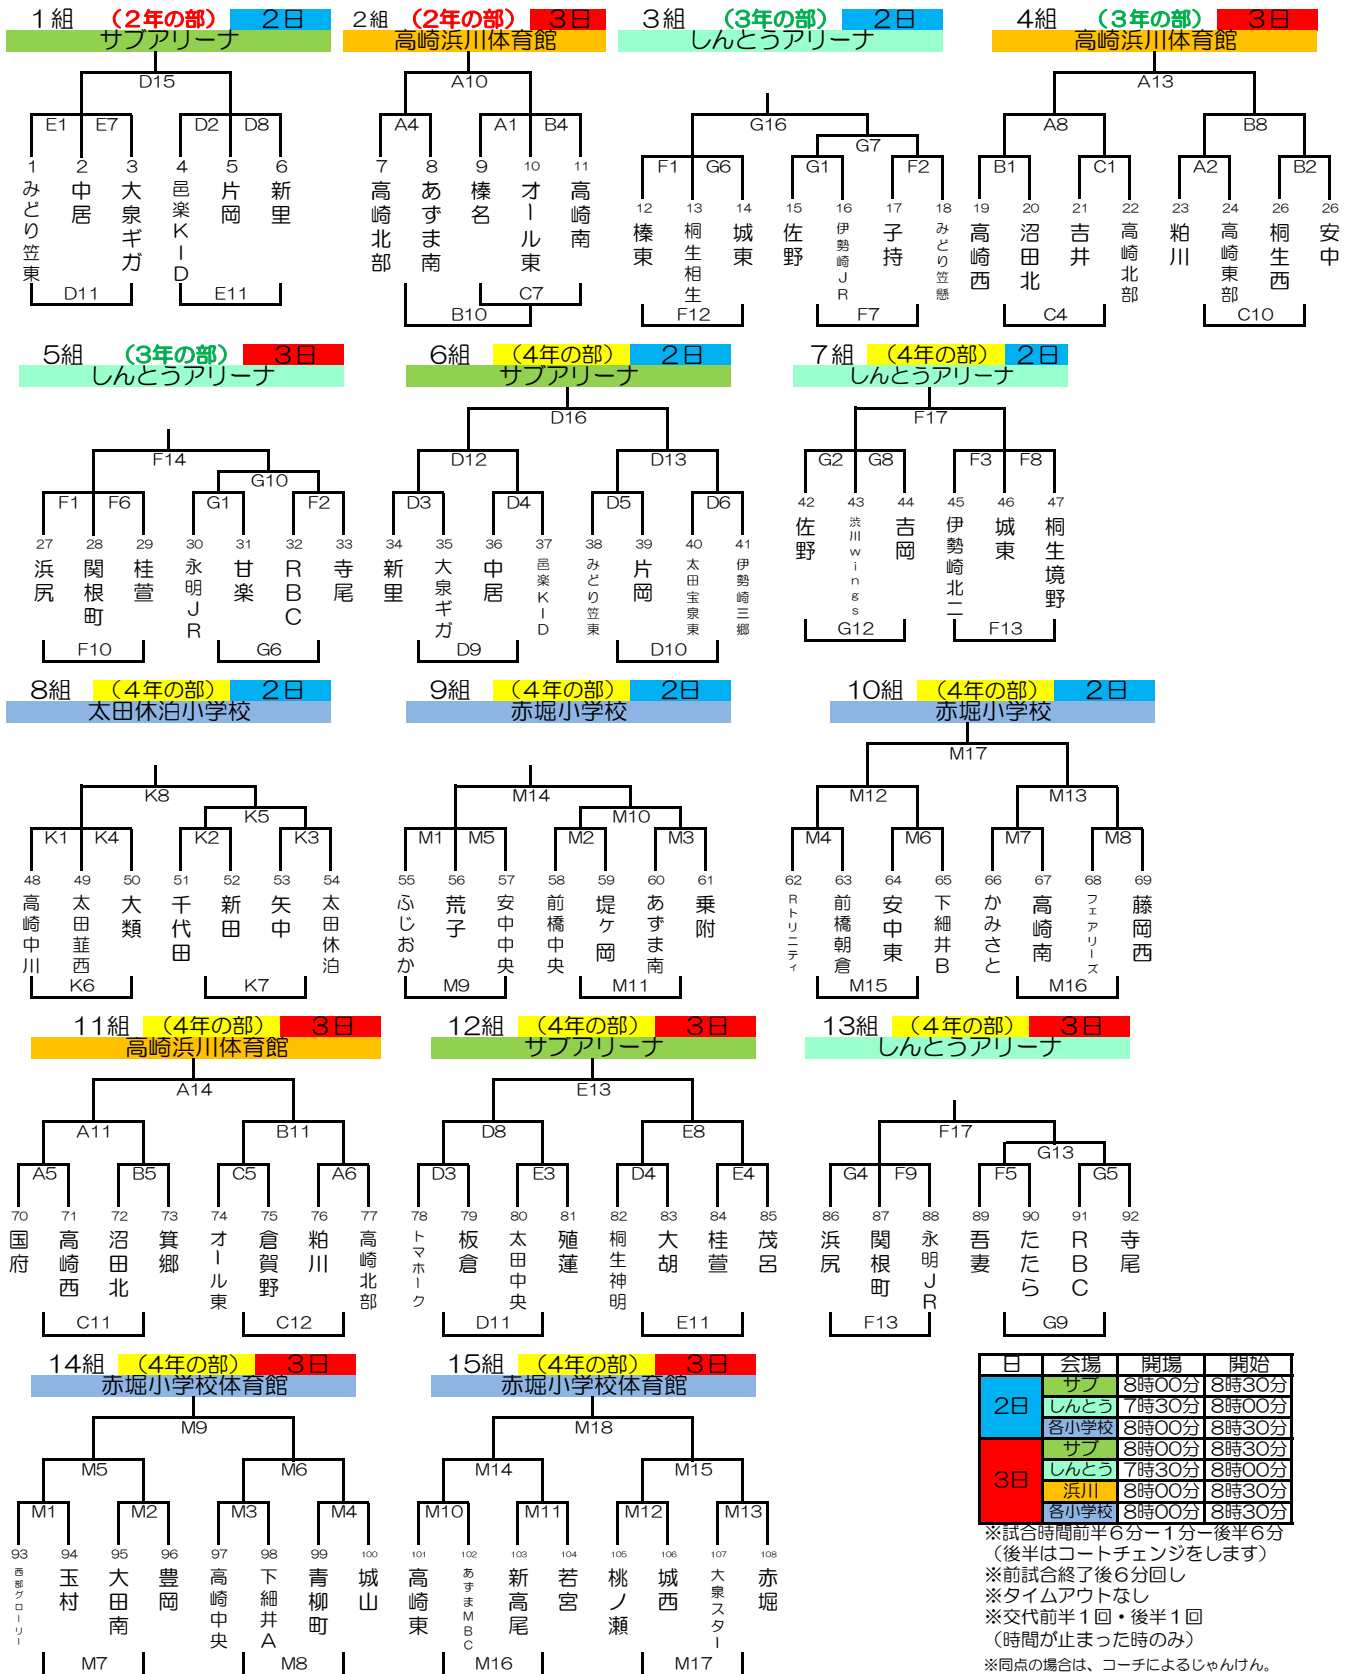 1組 （２年の部） 2日 2組 （2年の部） 3日 3組 （3年の部） 2日 4組 （3年の部） 3日
サブアリーナ 高崎浜川体育館 しんとうアリーナ 高崎浜川体育館
D15 A10 A13
E1 E7 D2 D8 A4 A1 B4 G16 A8 B8
G7
F1 G6 G1 F2 B1 C1 A2 B2
1 2 3 4 5 6 7 8 9 10 11
みどり笠東 中居 大泉ギガ 邑楽KID 片岡 新里 高崎北部 あずま南 榛名 オール東 高崎南
12 13 14 15 16 17 18 19 20 21 22 23 24 26 26
榛東 桐生相生 城東 佐野 伊勢崎JR 子持 みどり笠懸 高崎西 沼田北 吉井 高崎北部 粕川 高崎東部 桐生西 安中
D11 E11 C7
B10 F12 F7 C4 C10
5組 （3年の部） 3日 6組 （4年の部） 2日 7組 （4年の部） 2日
しんとうアリーナ サブアリーナ しんとうアリーナ
D16 F17
F14 D12 D13 G2 G8 F3 F8
G10
F1 F6 G1 F2 D3 D4 D5 D6
42 43 44 45 46 47
佐野 渋川wings 吉岡 伊勢崎北二 城東 桐生境野
27 28 29 30 31 32 33 34 35 36 37 38 39 40 41
浜尻 関根町 桂萱 永明JR 甘楽 RBC 寺尾 新里 大泉ギガ 中居 邑楽KID みどり笠東 片岡 太田宝泉東 伊勢崎三郷
G12 F13
F10 G6 D9 D10
8組 （４年の部） 2日 9組 （4年の部） 2日 10組 （4年の部） 2日
太田休泊小学校 赤堀小学校 赤堀小学校
M17
K8 M14 M12 M13
K5 M10
K1 K4 K2 K3 M1 M5 M2 M3 M4 M6 M7 M8
48 49 50 51 52 53 54 55 56 57 58 59 60 61 62 63 64 65 66 67 68 69
高崎中川 太田韮西 大類 千代田 新田 矢中 太田休泊 ふじおか 荒子 安中中央 前橋中央 堤ヶ岡 あずま南 乗附 Rトリニティ 前橋朝倉 安中東 下細井B かみさと 高崎南 フェアリーズ 藤岡西
K6 K7 M9 M11 M15 M16
11組 （4年の部） 3日 12組 （4年の部） 3日 13組 （４年の部） 3日
高崎浜川体育館 サブアリーナ しんとうアリーナ
A14 E13
A11 B11 D8 E8 F17
G13
A5 B5 C5 A6 D3 E3 D4 E4 G4 F9 F5 G5
70 71 72 73 74 75 76 77 78 79 80 81 82 83 84 85 86 87 88 89 90 91 92
国府 高崎西 沼田北 箕郷 オール東 倉賀野 粕川 高崎北部 トマホーク 板倉 太田中央 殖蓮 桐生神明 大胡 桂萱 茂呂 浜尻 関根町 永明JR 吾妻 たたら RBC 寺尾
C11 C12 D11 E11 F13 G9
14組 （4年の部） 3日 15組 （4年の部） 3日
赤堀小学校体育館 赤堀小学校体育館
M9 M18
M5 M6 M14 M15
M1 M2 M3 M4 M10 M11 M12 M13
93 94 95 96 97 98 99 100 101 102 103 104 105 106 107 108
西部グローリー 玉村 大田南 豊岡 高崎中央 下細井A 青柳町 城山 高崎東 あずまMBC 新高尾 若宮 桃ノ瀬 城西 大泉スター 赤堀
M7 M8 M16 M17
日 会場 開場 開始
2日 サブ 8時00分 8時30分
しんとう 7時30分 8時00分
各小学校 8時00分 8時30分
3日 サブ 8時00分 8時30分
しんとう 7時30分 8時00分
浜川 8時00分 8時30分
各小学校 8時00分 8時30分
※試合時間前半６分ー１分ー後半６分
（後半はコートチェンジをします）
※前試合終了後６分回し
※タイムアウトなし
※交代前半１回・後半１回
（時間が止まった時のみ）
※同点の場合は、コーチによるじゃんけん。